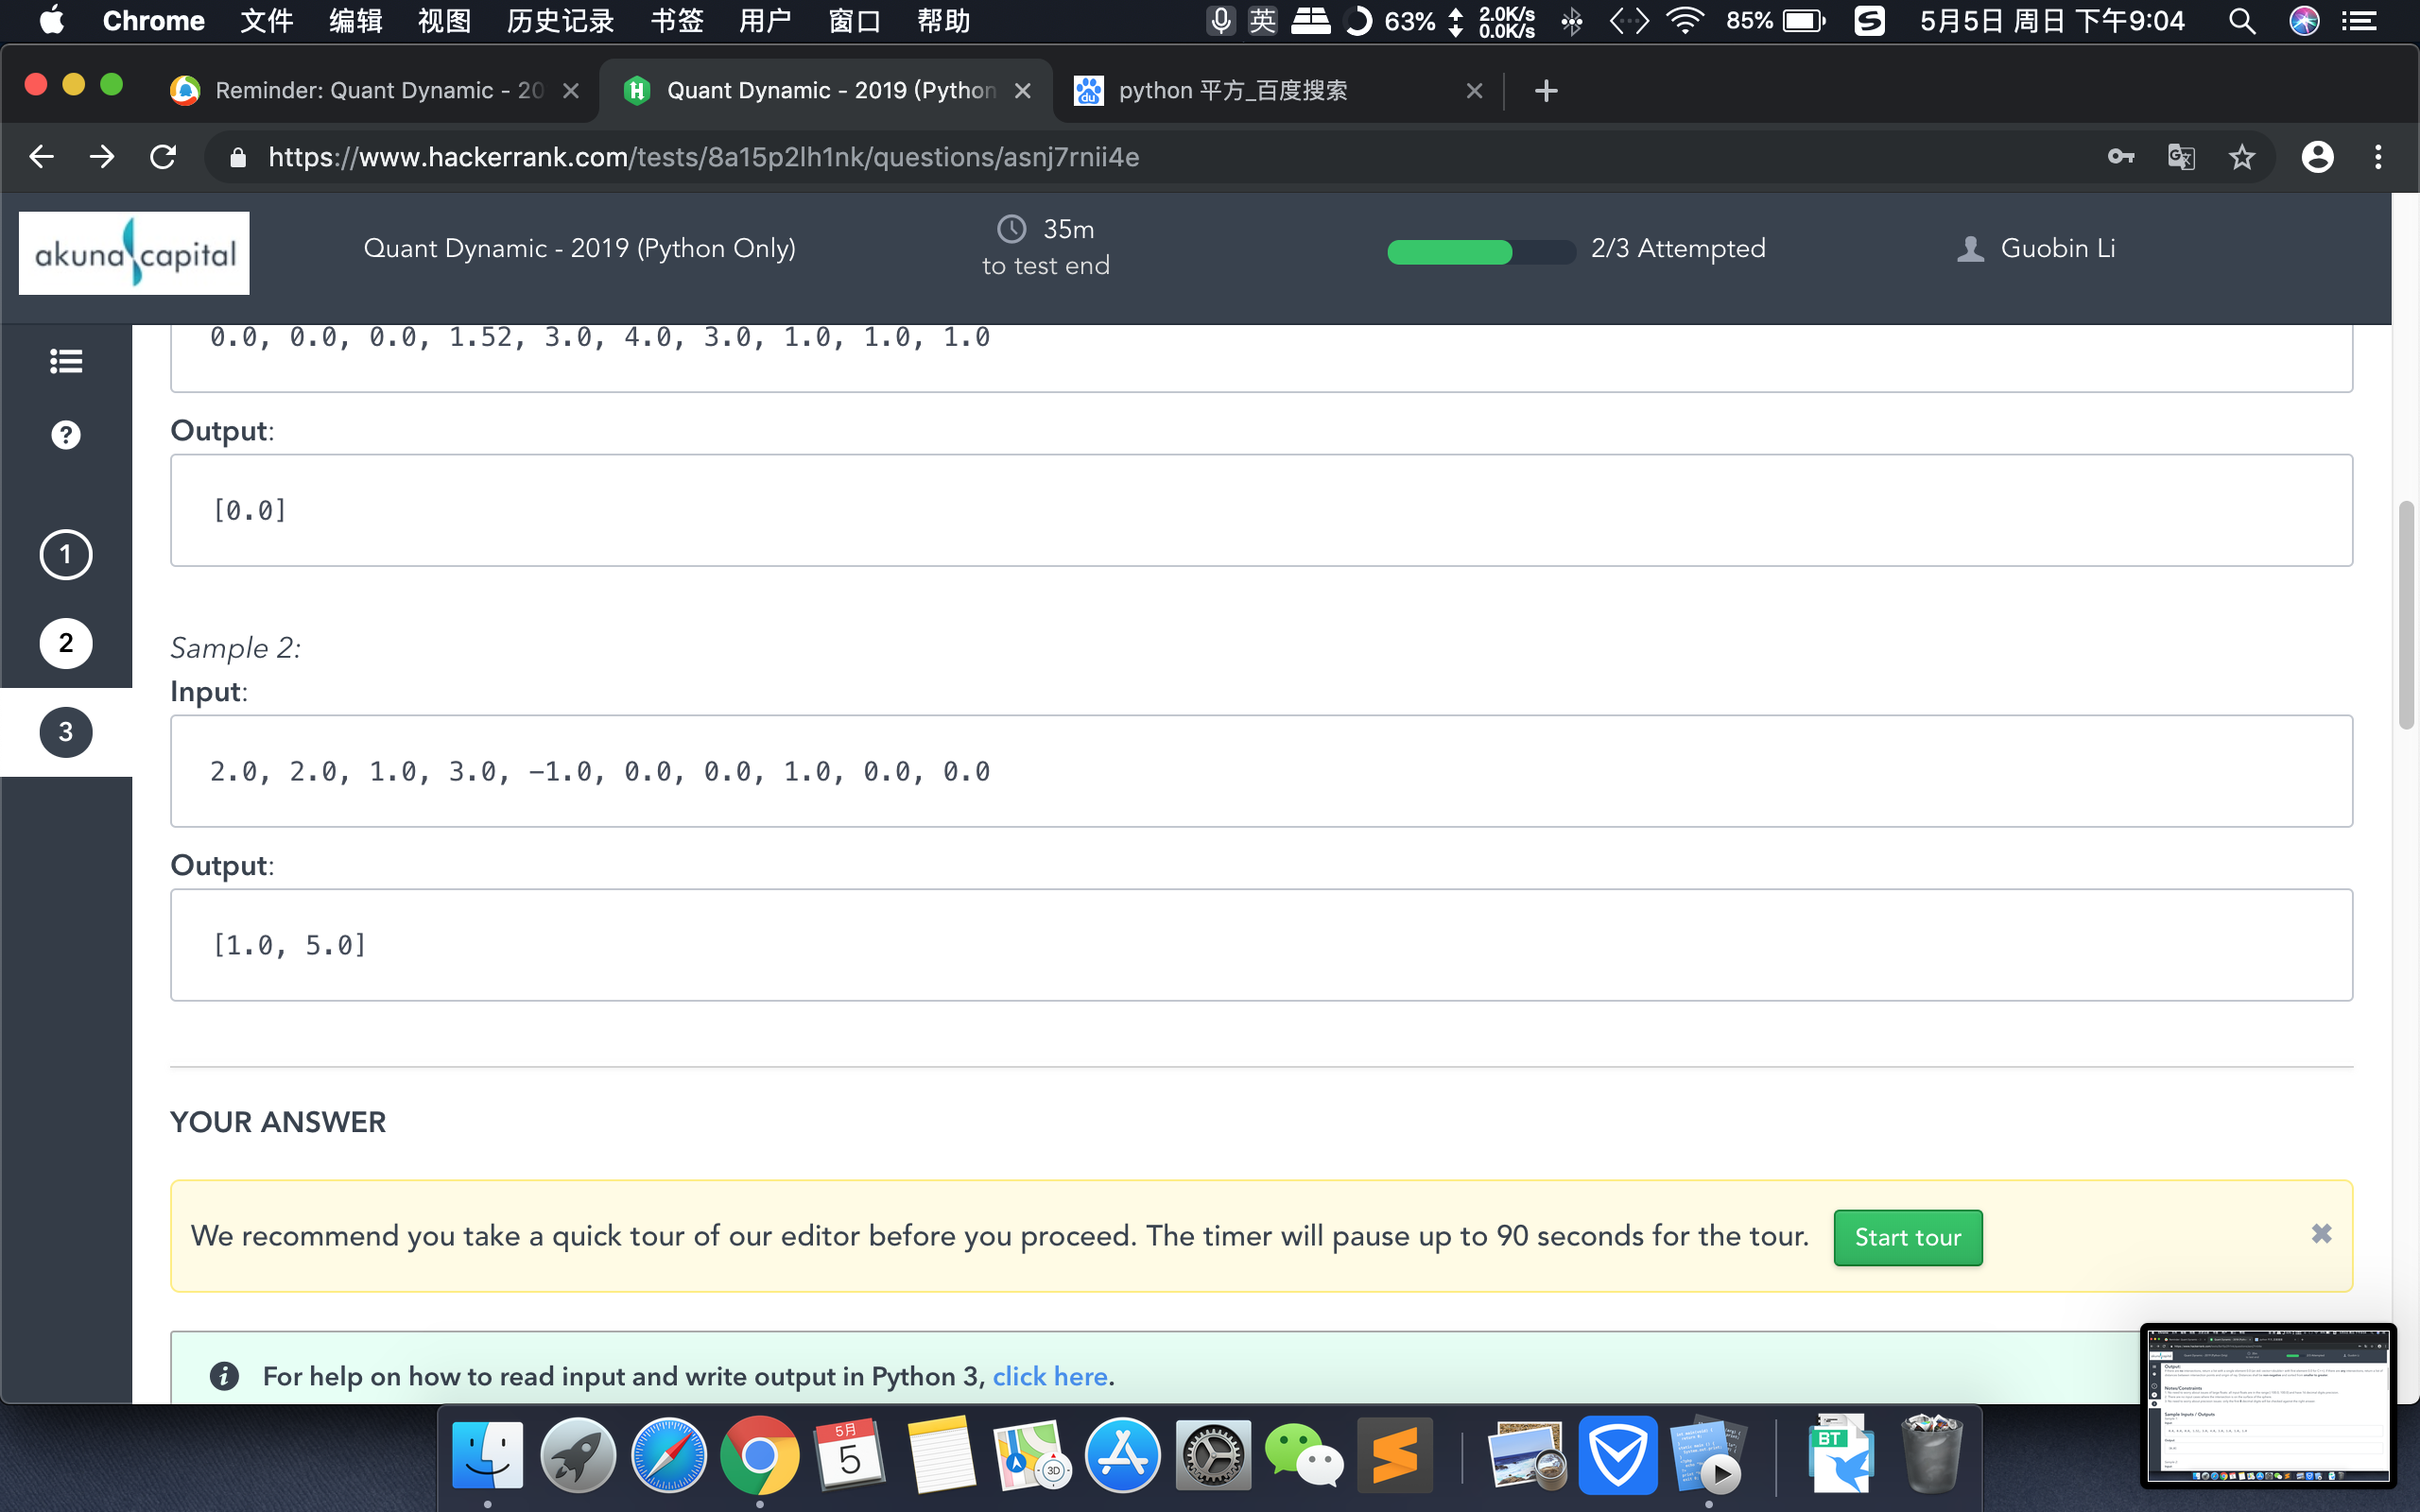 Chrome 文件 编辑 视图 历史记录 书签 用户 窗口 帮助 英 63% 2.0K/s 0.0K/s 85% 5月5日 周日 下午9:04
Reminder: Quant Dynamic - 20
Quant Dynamic - 2019 (Python
python 平方_百度搜索
https://www.hackerrank.com/tests/8a15p2lh1nk/questions/asnj7rnii4e
akuna capital
Quant Dynamic - 2019 (Python Only)
35m
to test end
2/3 Attempted
Guobin Li
0.0, 0.0, 0.0, 1.52, 3.0, 4.0, 3.0, 1.0, 1.0, 1.0
Output:
[0.0]
1
2
3
Sample 2:
Input:
2.0, 2.0, 1.0, 3.0, -1.0, 0.0, 0.0, 1.0, 0.0, 0.0
Output:
[1.0, 5.0]
YOUR ANSWER
We recommend you take a quick tour of our editor before you proceed. The timer will pause up to 90 seconds for the tour.
Start tour
For help on how to read input and write output in Python 3, click here.
5月
5
3D
BT